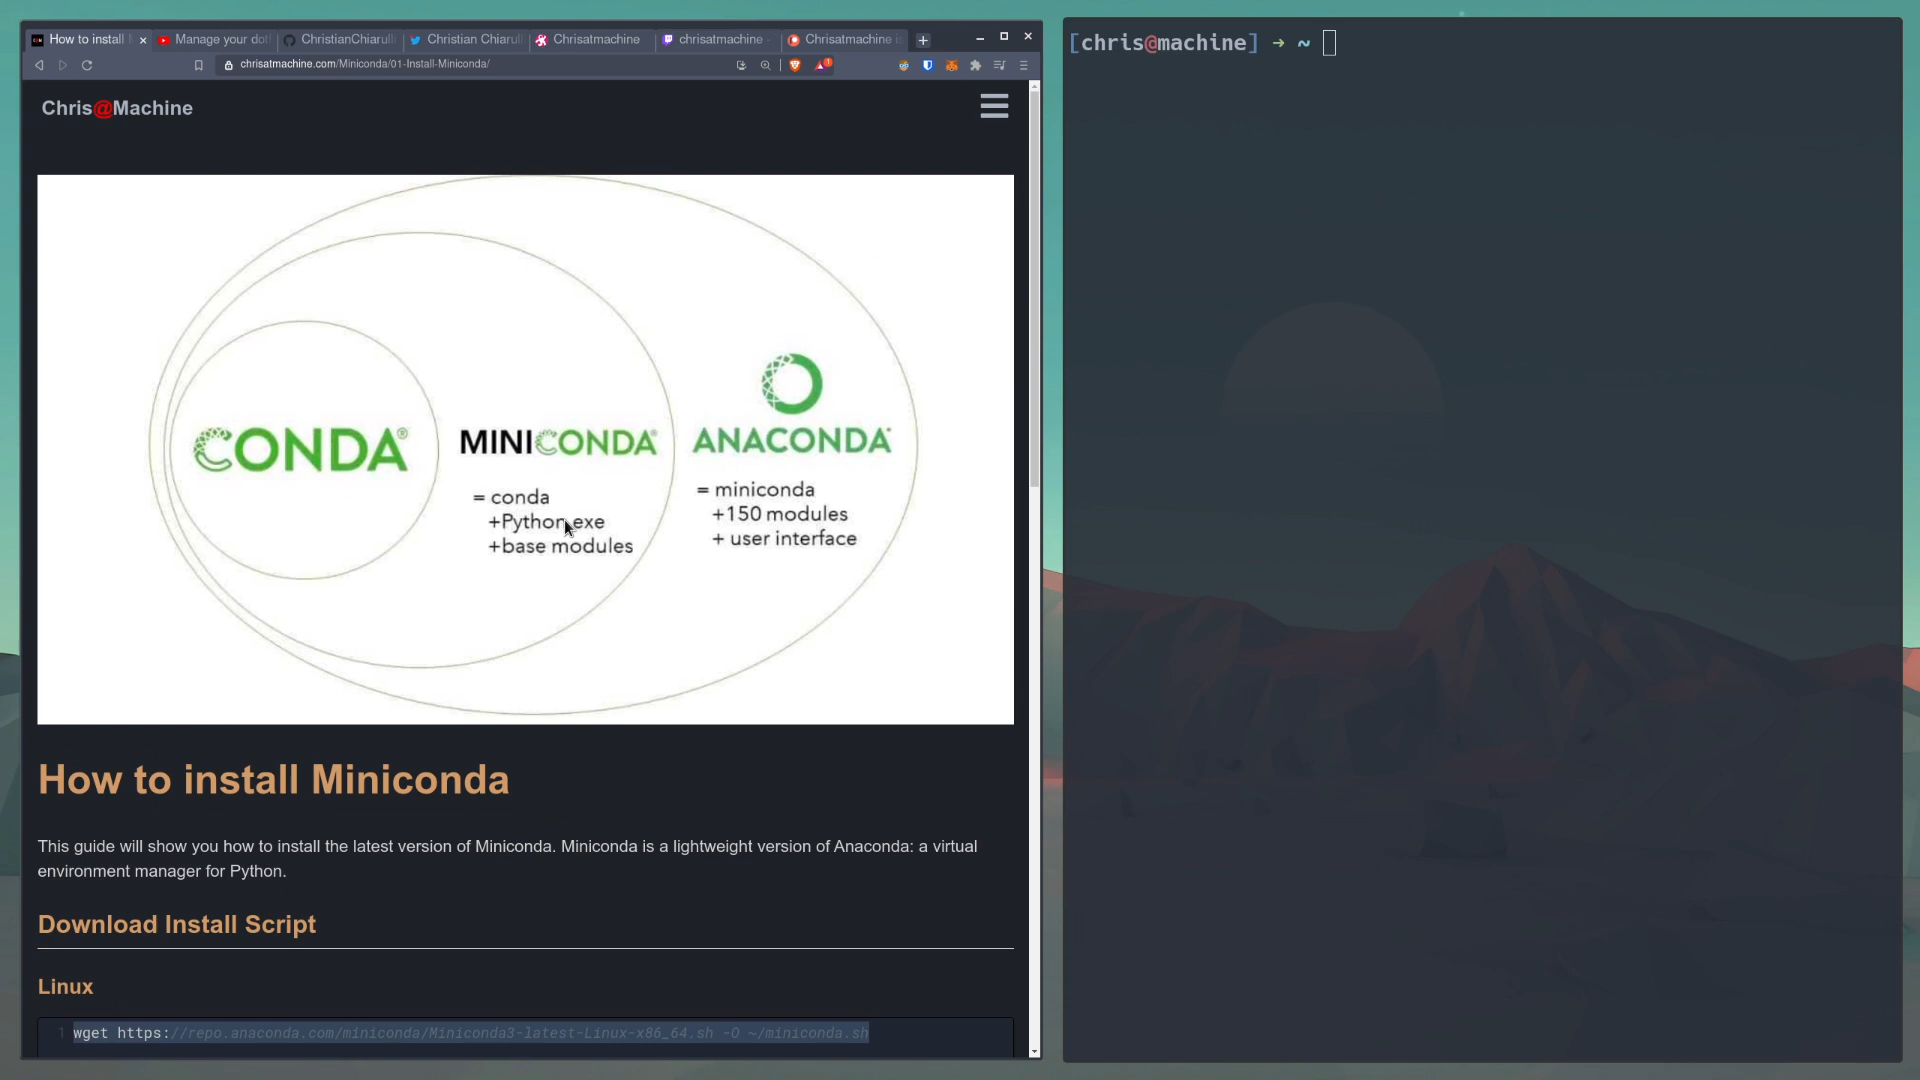 How to install
Manage your dot
ChristianChiarull
Christian Chiarull
Chrisatmachine
chrisatmachine -
Chrisatmachine i
chrisatmachine.com/Miniconda/01-Install-Miniconda/
1
Chris@Machine
CONDA®
MINICONDA®
ANACONDA®
= conda
+Python exe
+base modules
= miniconda
+150 modules
+ user interface
How to install Miniconda
This guide will show you how to install the latest version of Miniconda. Miniconda is a lightweight version of Anaconda: a virtual
environment manager for Python.
Download Install Script
Linux
1 wget https://repo.anaconda.com/miniconda/Miniconda3-latest-Linux-x86_64.sh -O ~/miniconda.sh
[chris@machine] → ~